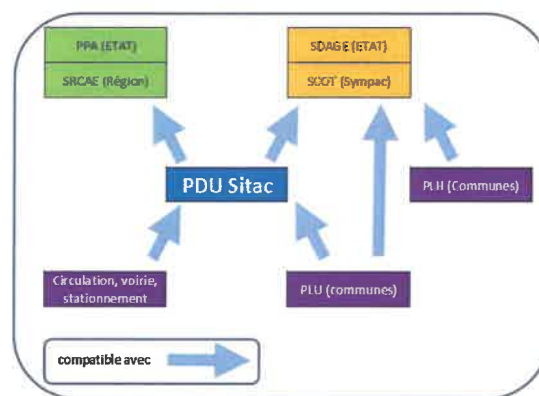 PPA (ETAT)
SRCAE (Région)
SDAGE (ETAT)
SCOT (Sympac)
PDU Sitac
PLH (Communes)
Circulation, voirie,
stationnement
PLU (communes)
compatible avec